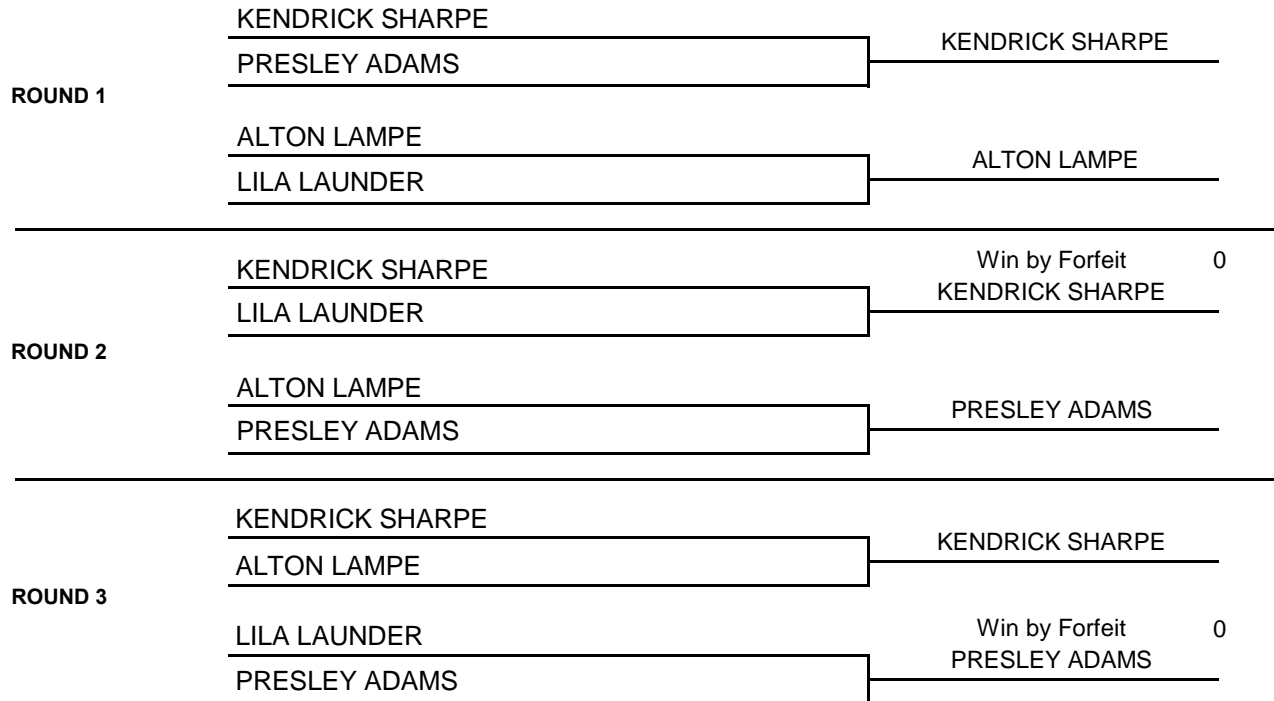 KENDRICK SHARPE
KENDRICK SHARPE
PRESLEY ADAMS
ROUND 1
ALTON LAMPE
ALTON LAMPE
LILA LAUNDER
Win by Forfeit 0
KENDRICK SHARPE
KENDRICK SHARPE
LILA LAUNDER
ROUND 2
ALTON LAMPE
PRESLEY ADAMS
PRESLEY ADAMS
KENDRICK SHARPE
KENDRICK SHARPE
ALTON LAMPE
ROUND 3
LILA LAUNDER
Win by Forfeit 0
PRESLEY ADAMS
PRESLEY ADAMS